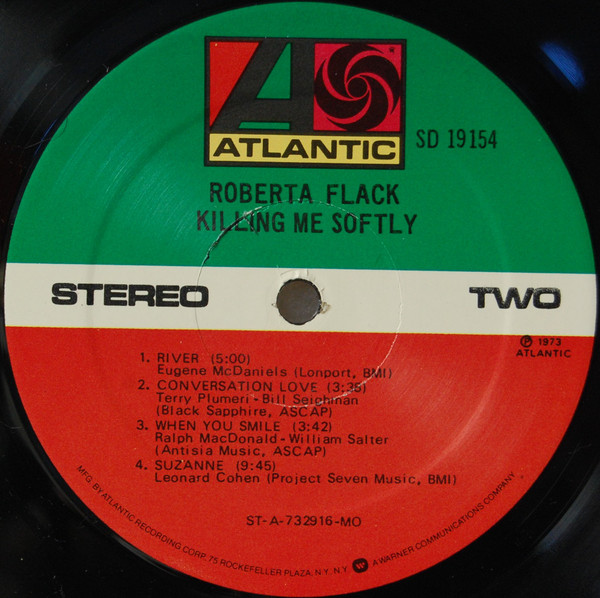 ATLANTIC
SD 19154
ROBERTA FLACK
KILLING ME SOFTLY
STEREO
TWO
℗ 1973
ATLANTIC
1. RIVER (5:00)
Eugene McDaniels (Lonport, BMI)
2. CONVERSATION LOVE (3:35)
Terry Plumeri - Bill Seighman
(Black Sapphire, ASCAP)
3. WHEN YOU SMILE (3:42)
Ralph MacDonald - William Salter
(Antisia Music, ASCAP)
4. SUZANNE (9:45)
Leonard Cohen (Project Seven Music, BMI)
ST-A-732916-MO
MFG. BY ATLANTIC RECORDING CORP. 75 ROCKEFELLER PLAZA, N.Y. N.Y. W A WARNER COMMUNICATIONS COMPANY